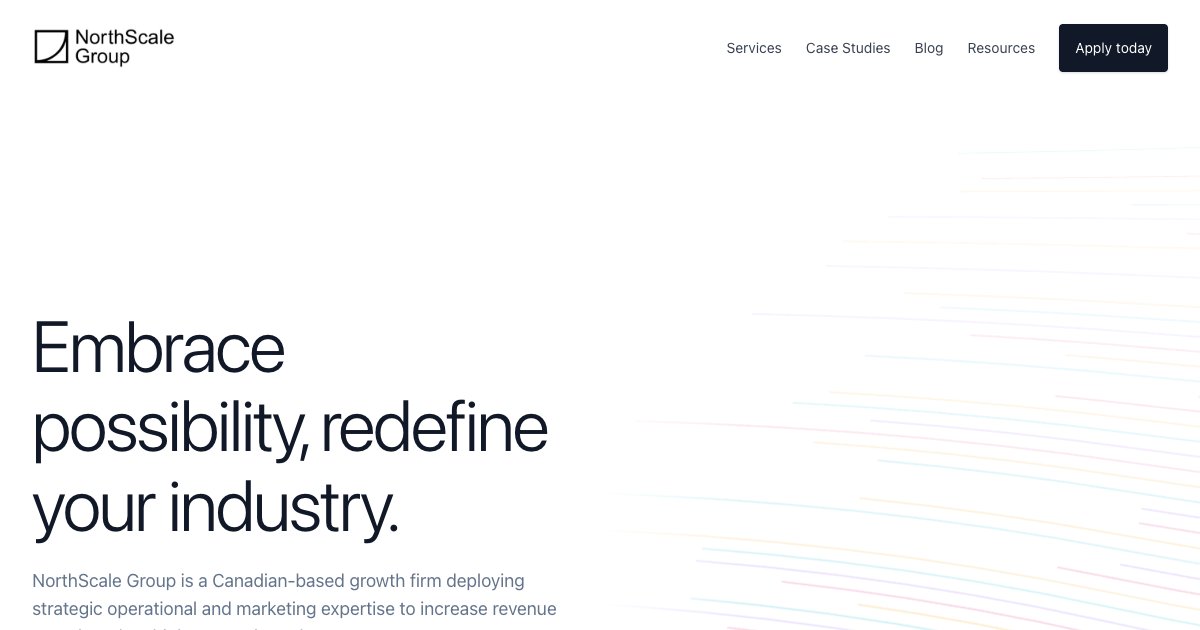 NorthScale
Group
Services
Case Studies
Blog
Resources
Apply today
Embrace
possibility, redefine
your industry.
NorthScale Group is a Canadian-based growth firm deploying
strategic operational and marketing expertise to increase revenue